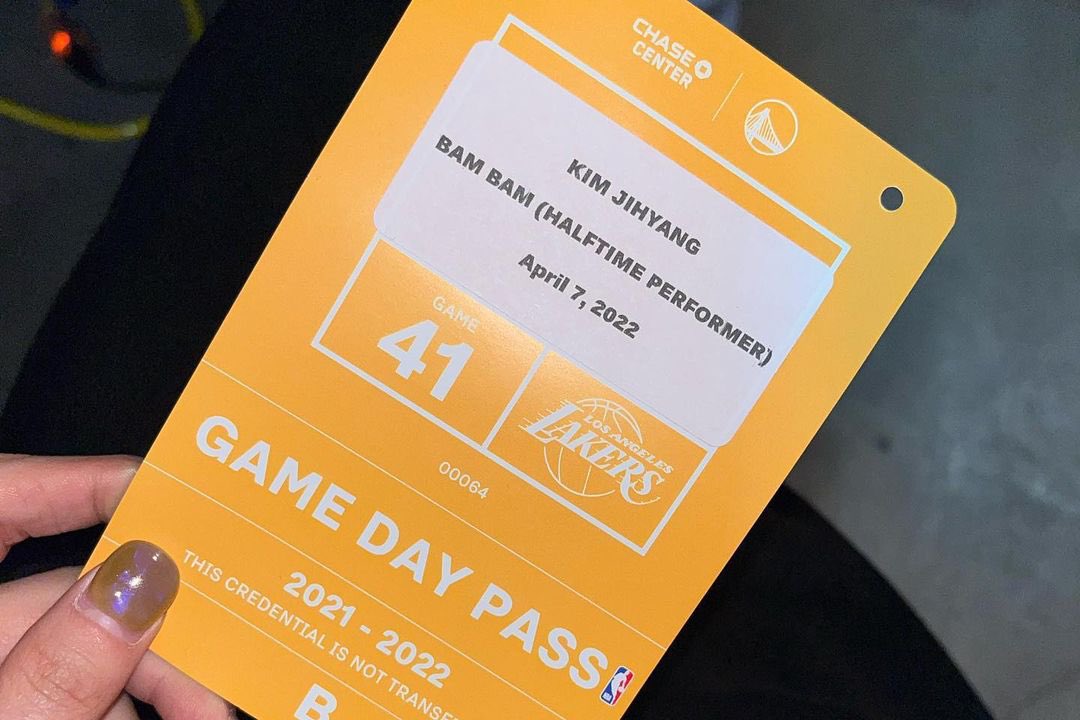 CHASE
CENTER
KIM JIHYANG
BAM BAM (HALFTIME PERFORMER)
April 7, 2022
GAME
41
LOS ANGELES
LAKERS
00064
GAME DAY PASS
2021 - 2022
THIS CREDENTIAL IS NOT
B